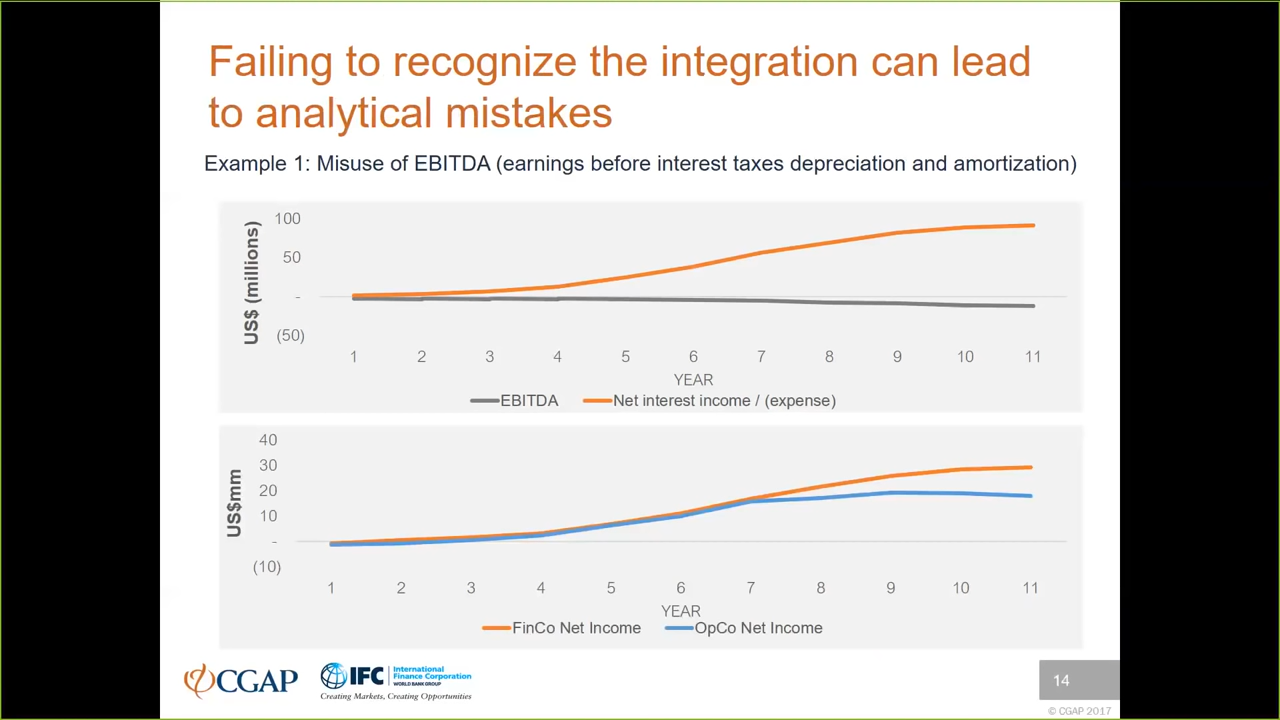 Failing to recognize the integration can lead
to analytical mistakes
Example 1: Misuse of EBITDA (earnings before interest taxes depreciation and amortization)
US$ (millions)
100
50
-
(50)
1 2 3 4 5 6 7 8 9 10 11
YEAR
EBITDA Net interest income / (expense)
US$mm
40
30
20
10
-
(10)
1 2 3 4 5 6 7 8 9 10 11
YEAR
FinCo Net Income OpCo Net Income
CGAP
IFC
International
Finance Corporation
WORLD BANK GROUP
Creating Markets, Creating Opportunities
14
© CGAP 2017